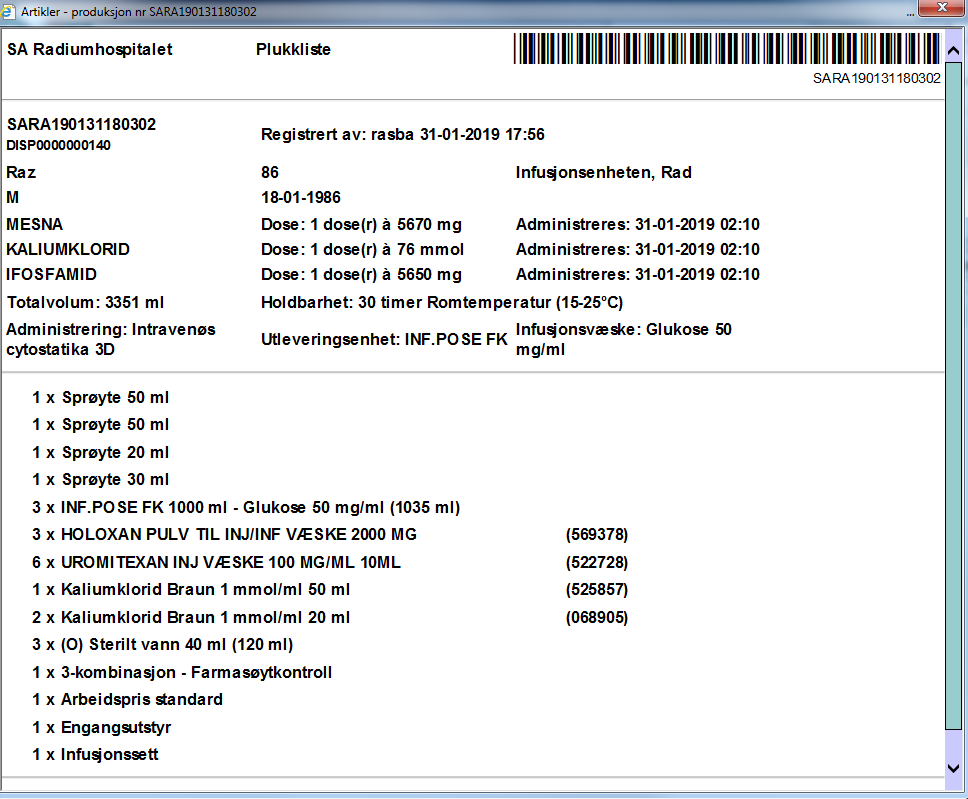 Artikler - produksjon nr SARA190131180302
SA Radiumhospitalet Plukkliste
SARA190131180302
SARA190131180302
DISP0000000140
Registrert av: rasba 31-01-2019 17:56
Raz 86 Infusjonsenheten, Rad
M 18-01-1986
MESNA Dose: 1 dose(r) à 5670 mg Administreres: 31-01-2019 02:10
KALIUMKLORID Dose: 1 dose(r) à 76 mmol Administreres: 31-01-2019 02:10
IFOSFAMID Dose: 1 dose(r) à 5650 mg Administreres: 31-01-2019 02:10
Totalvolum: 3351 ml Holdbarhet: 30 timer Romtemperatur (15-25°C)
Administrering: Intravenøs
cytostatika 3D
Utleveringsenhet: INF.POSE FK
Infusjonsvæske: Glukose 50
mg/ml
1 x Sprøyte 50 ml
1 x Sprøyte 50 ml
1 x Sprøyte 20 ml
1 x Sprøyte 30 ml
3 x INF.POSE FK 1000 ml - Glukose 50 mg/ml (1035 ml)
3 x HOLOXAN PULV TIL INJ/INF VÆSKE 2000 MG (569378)
6 x UROMITEXAN INJ VÆSKE 100 MG/ML 10ML (522728)
1 x Kaliumklorid Braun 1 mmol/ml 50 ml (525857)
2 x Kaliumklorid Braun 1 mmol/ml 20 ml (068905)
3 x (O) Sterilt vann 40 ml (120 ml)
1 x 3-kombinasjon - Farmasøytkontroll
1 x Arbeidspris standard
1 x Engangsutstyr
1 x Infusjonssett